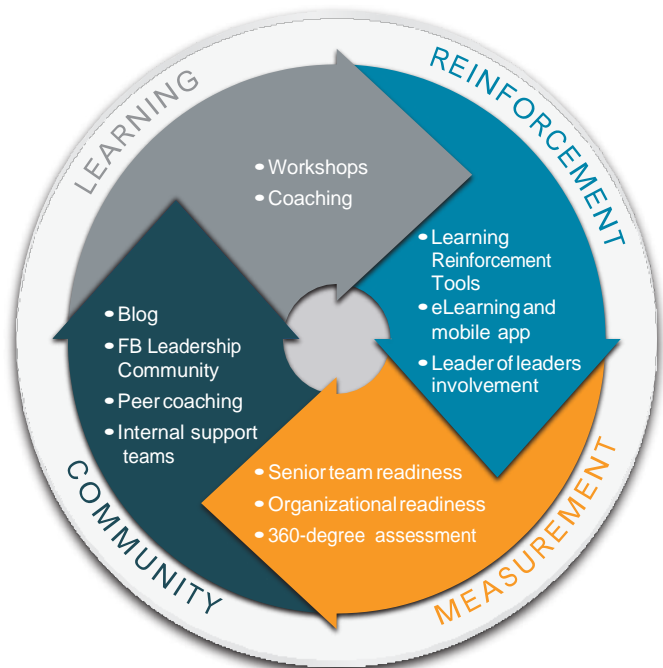 LEARNING
• Workshops
• Coaching
REINFORCEMENT
• Learning
Reinforcement
Tools
• eLearning and
mobile app
• Leader of leaders
involvement
MEASUREMENT
• Senior team readiness
• Organizational readiness
• 360-degree assessment
COMMUNITY
• Blog
• FB Leadership
Community
• Peer coaching
• Internal support
teams